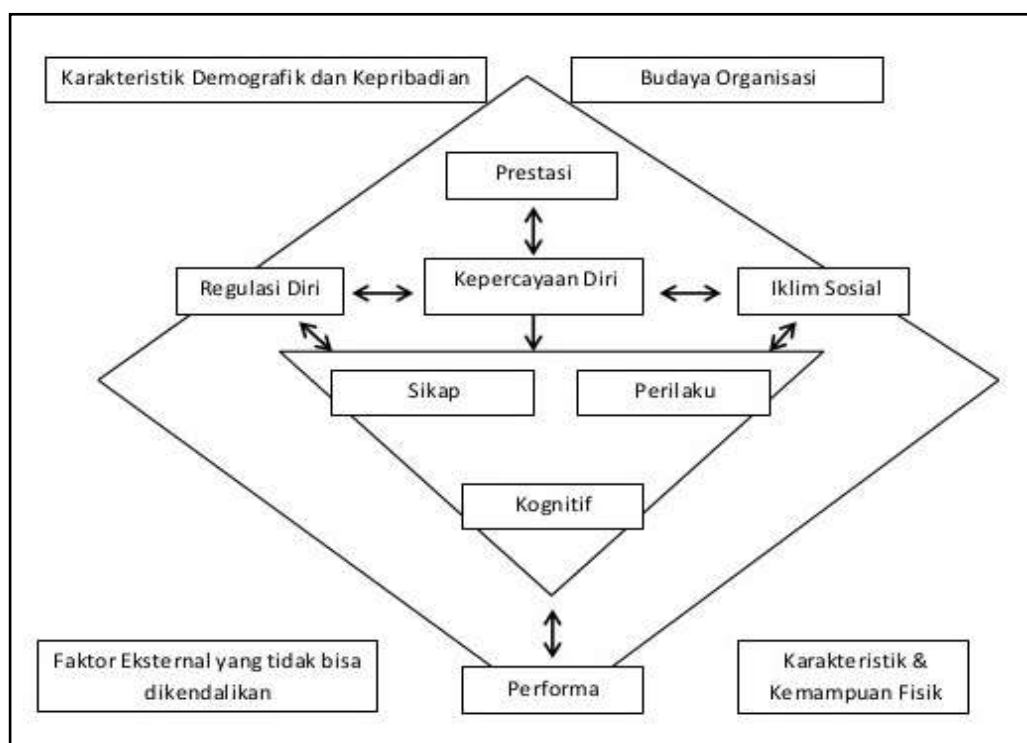 Karakteristik Demografik dan Kepribadian
Budaya Organisasi
Prestasi
Regulasi Diri
Kepercayaan Diri
Iklim Sosial
Sikap
Perilaku
Kognitif
Faktor Eksternal yang tidak bisa
dikendalikan
Performa
Karakteristik &
Kemampuan Fisik